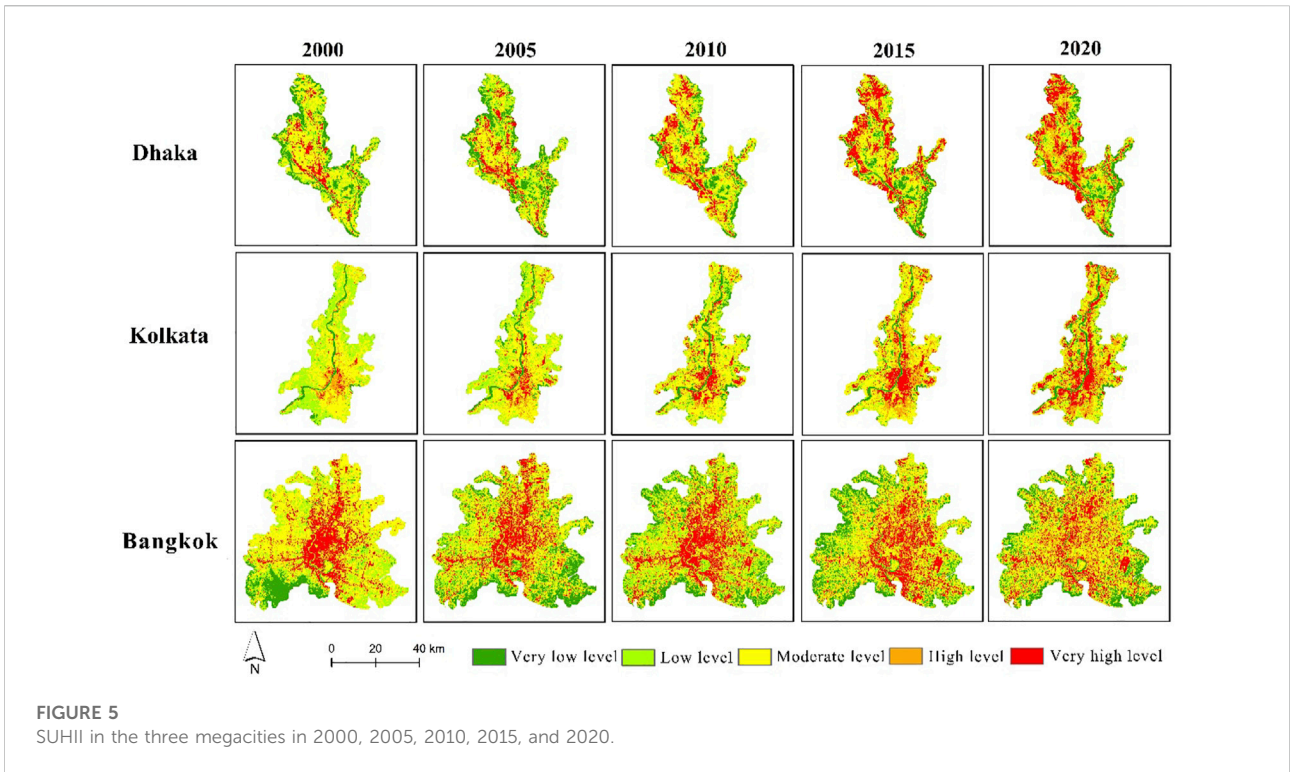 2000 2005 2010 2015 2020
Dhaka
Kolkata
Bangkok
N
0 20 40 km
Very low level Low level Moderate level High level Very high level
FIGURE 5
SUHII in the three megacities in 2000, 2005, 2010, 2015, and 2020.